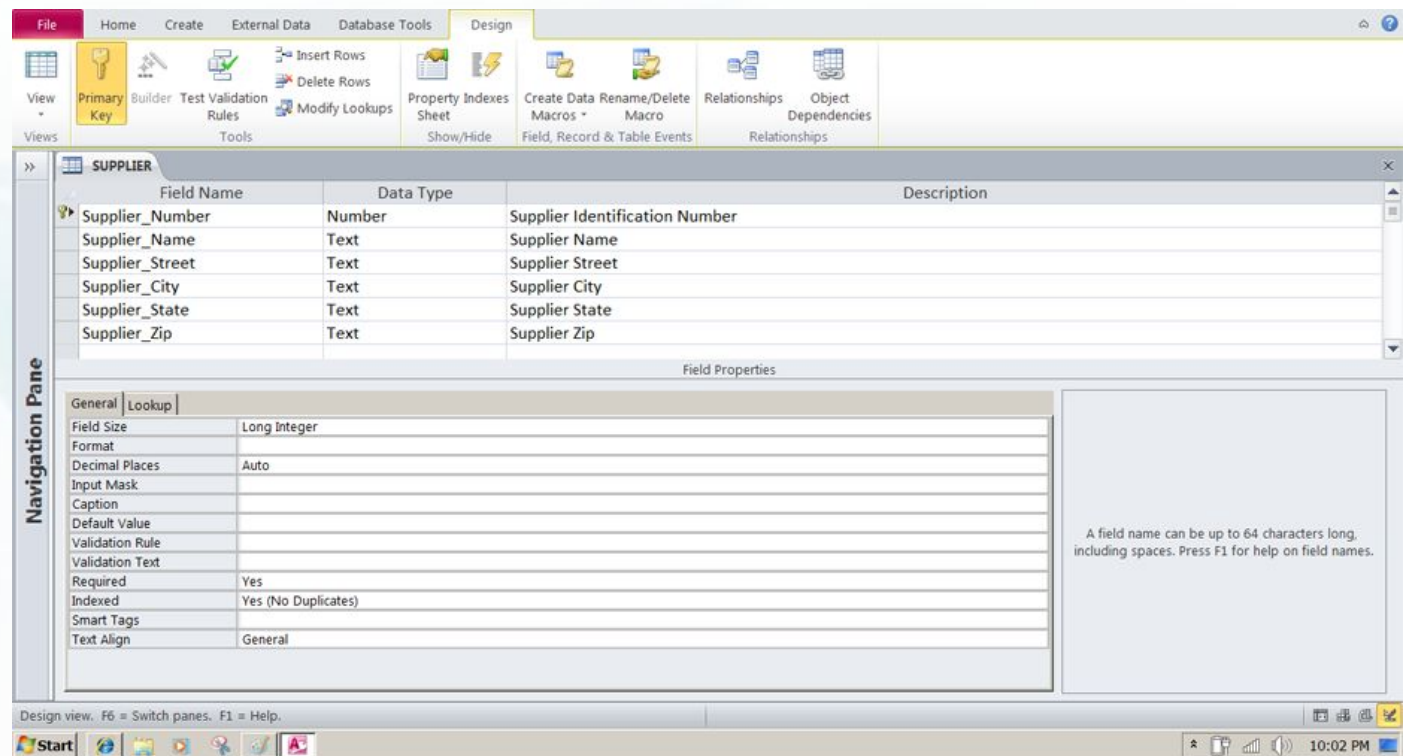 File Home Create External Data Database Tools Design
Insert Rows
Delete Rows
Modify Lookups
View Primary Key Builder Test Validation Rules Property Sheet Indexes Create Data Macros Rename/Delete Macro Relationships Object Dependencies
Views Tools Show/Hide Field, Record & Table Events Relationships
SUPPLIER
Field Name Data Type Description
Supplier_Number Number Supplier Identification Number
Supplier_Name Text Supplier Name
Supplier_Street Text Supplier Street
Supplier_City Text Supplier City
Supplier_State Text Supplier State
Supplier_Zip Text Supplier Zip
Field Properties
Navigation Pane
General Lookup
Field Size Long Integer
Format
Decimal Places Auto
Input Mask
Caption
Default Value
Validation Rule
Validation Text
Required Yes
Indexed Yes (No Duplicates)
Smart Tags
Text Align General
A field name can be up to 64 characters long,
including spaces. Press F1 for help on field names.
Design view. F6 = Switch panes. F1 = Help.
Start 10:02 PM